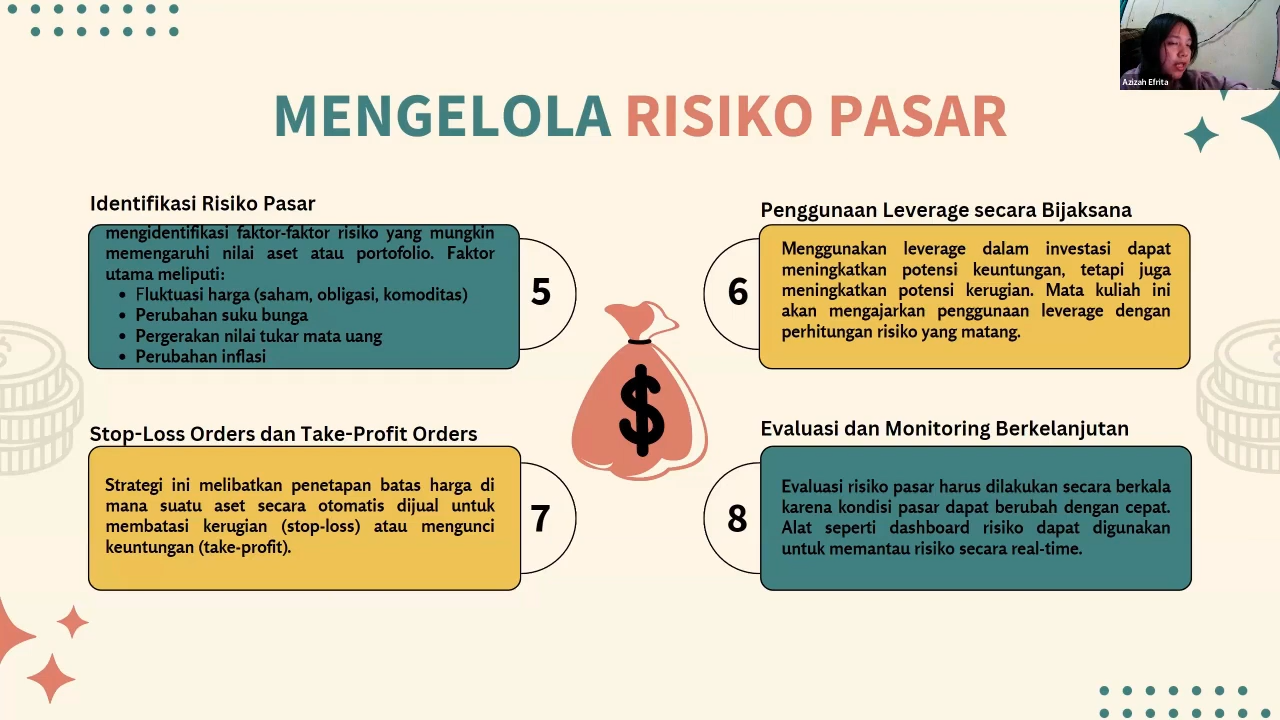 Azizah Efrita
MENGELOLA RISIKO PASAR
Identifikasi Risiko Pasar
mengidentifikasi faktor-faktor risiko yang mungkin
memengaruhi nilai aset atau portofolio. Faktor
utama meliputi:
• Fluktuasi harga (saham, obligasi, komoditas)
• Perubahan suku bunga
• Pergerakan nilai tukar mata uang
• Perubahan inflasi
5
Penggunaan Leverage secara Bijaksana
6
Menggunakan leverage dalam investasi dapat
meningkatkan potensi keuntungan, tetapi juga
meningkatkan potensi kerugian. Mata kuliah ini
akan mengajarkan penggunaan leverage dengan
perhitungan risiko yang matang.
$
Stop-Loss Orders dan Take-Profit Orders
Strategi ini melibatkan penetapan batas harga di
mana suatu aset secara otomatis dijual untuk
membatasi kerugian (stop-loss) atau mengunci
keuntungan (take-profit).
7
Evaluasi dan Monitoring Berkelanjutan
8
Evaluasi risiko pasar harus dilakukan secara berkala
karena kondisi pasar dapat berubah dengan cepat.
Alat seperti dashboard risiko dapat digunakan
untuk memantau risiko secara real-time.